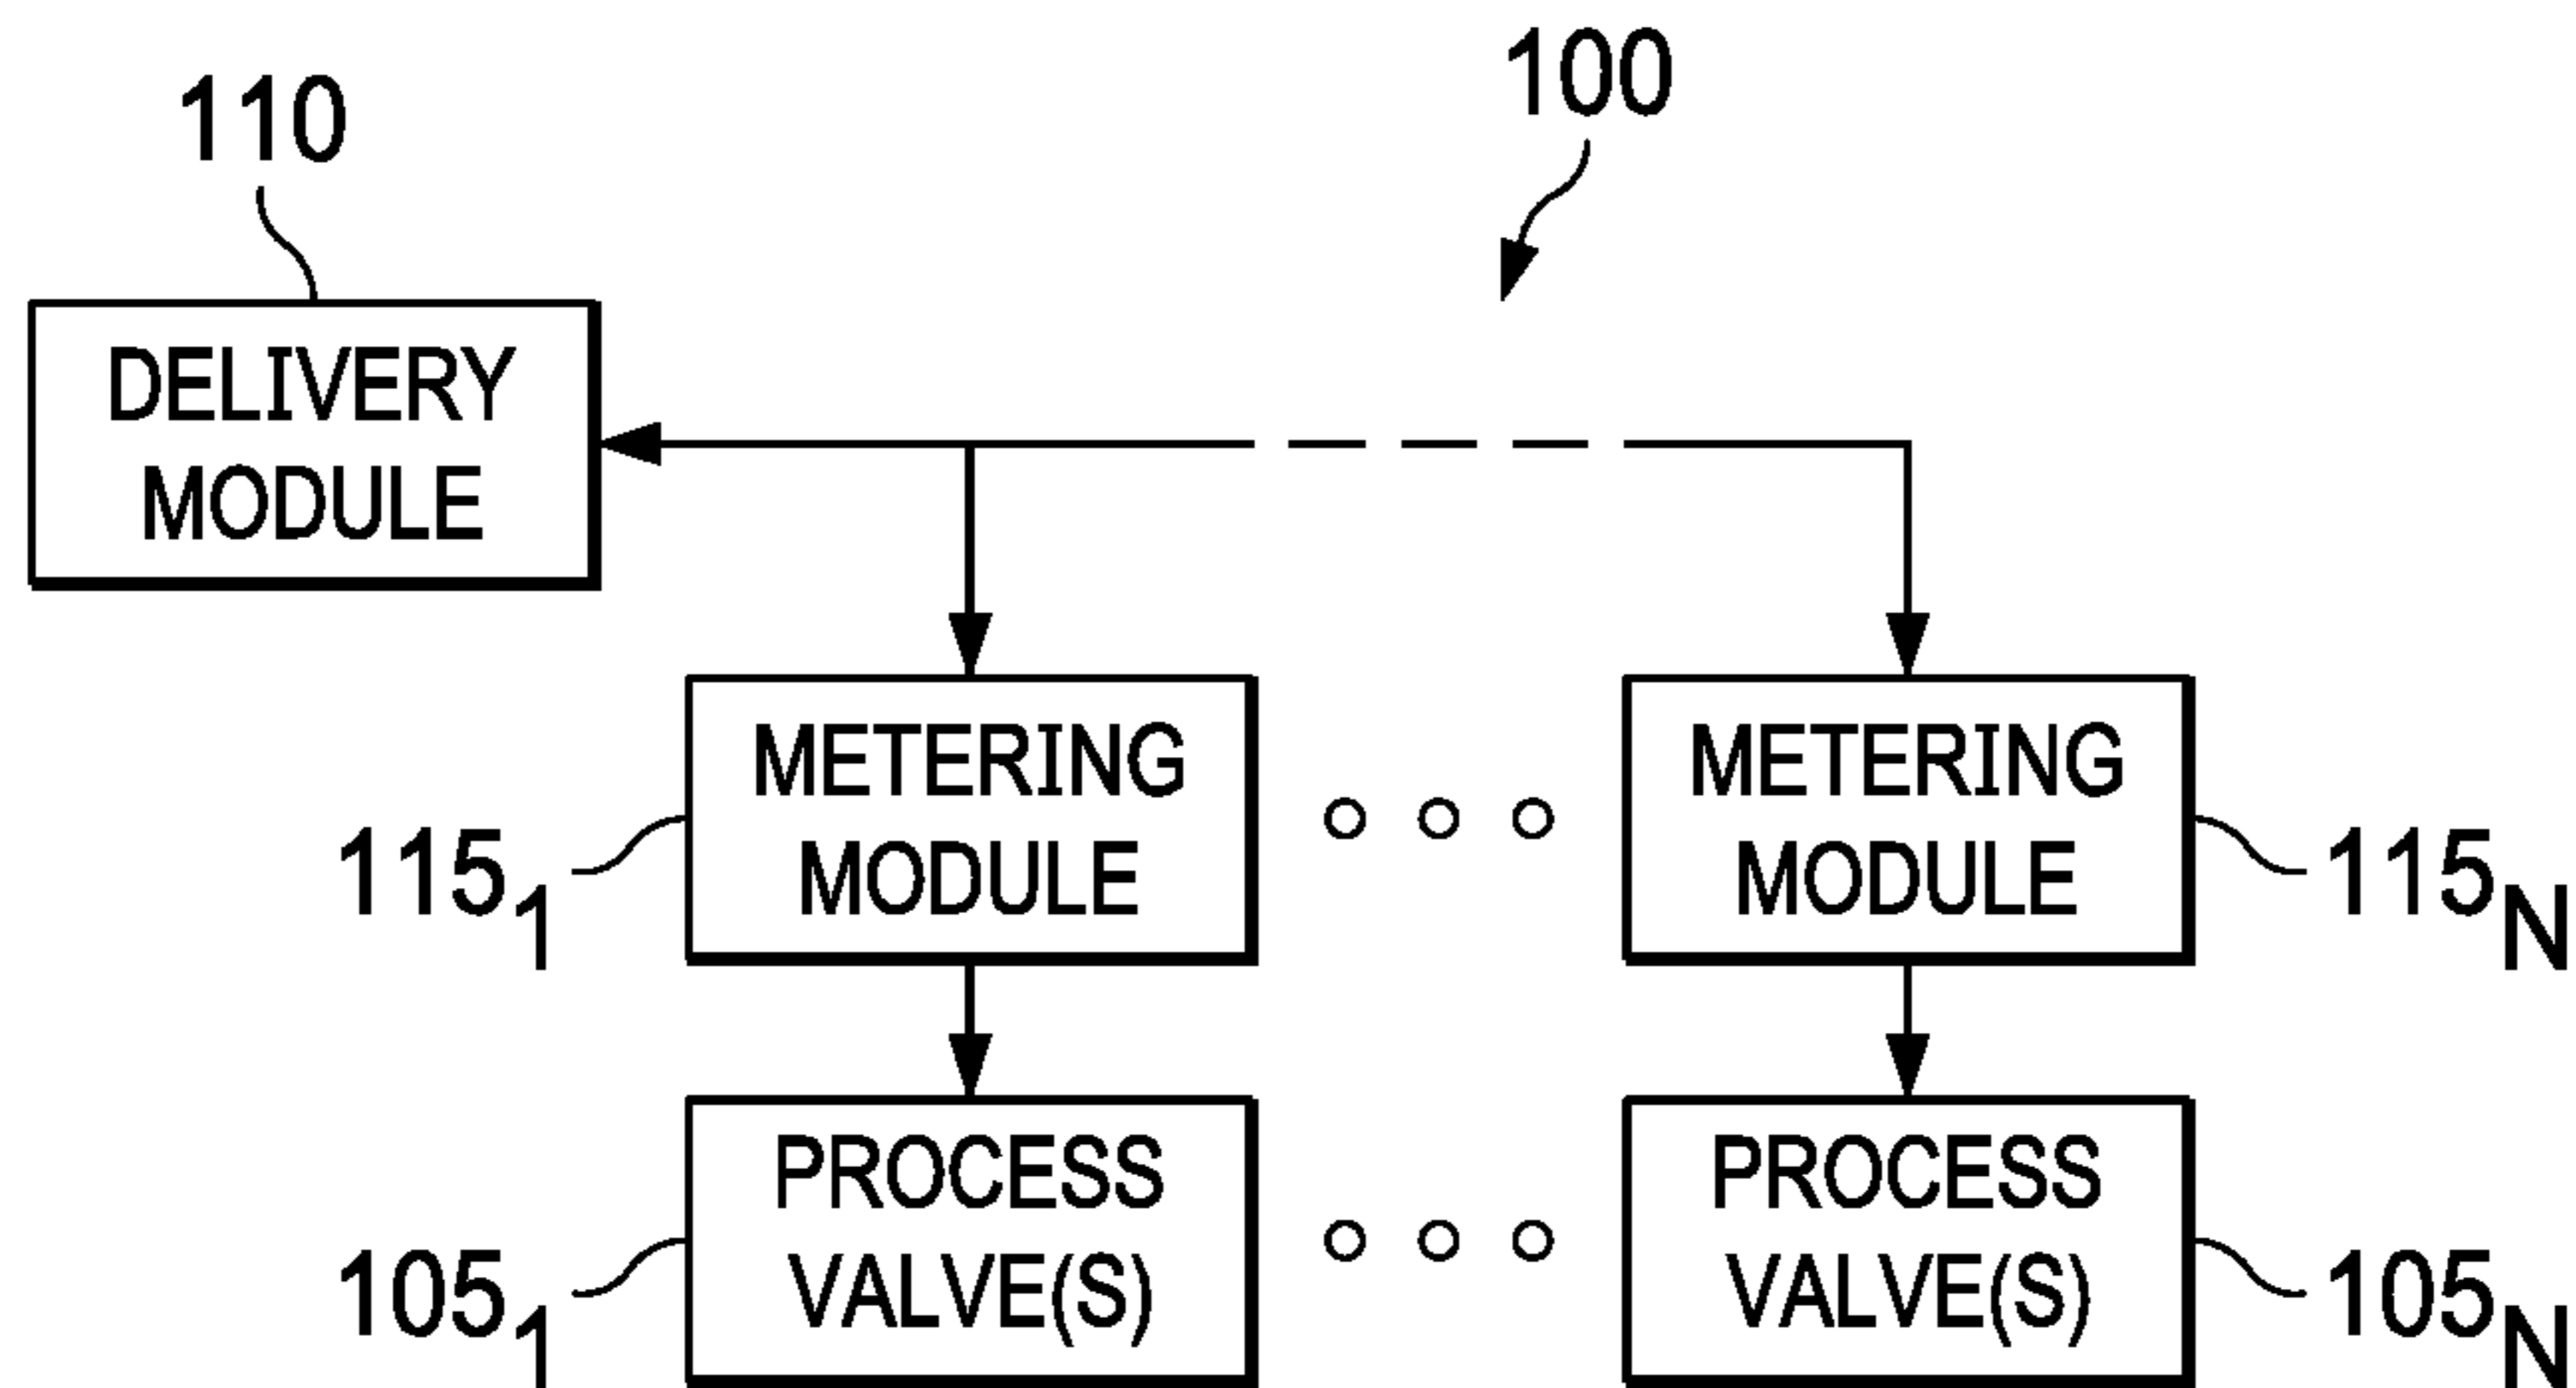 100
110
DELIVERY
MODULE
METERING
MODULE
METERING
MODULE
115₁
115N
PROCESS
VALVE(S)
PROCESS
VALVE(S)
105₁
105N